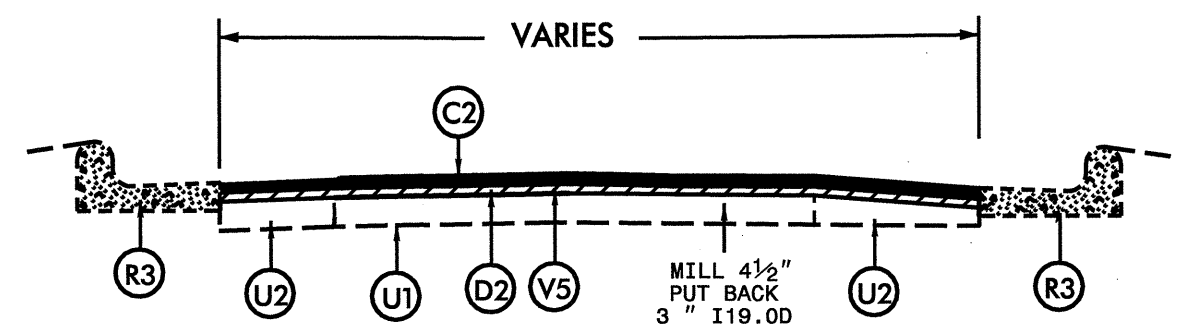 VARIES
C2
R3
U2
U1
D2
V5
MILL 4½"
PUT BACK
3 " I19.0D
U2
R3